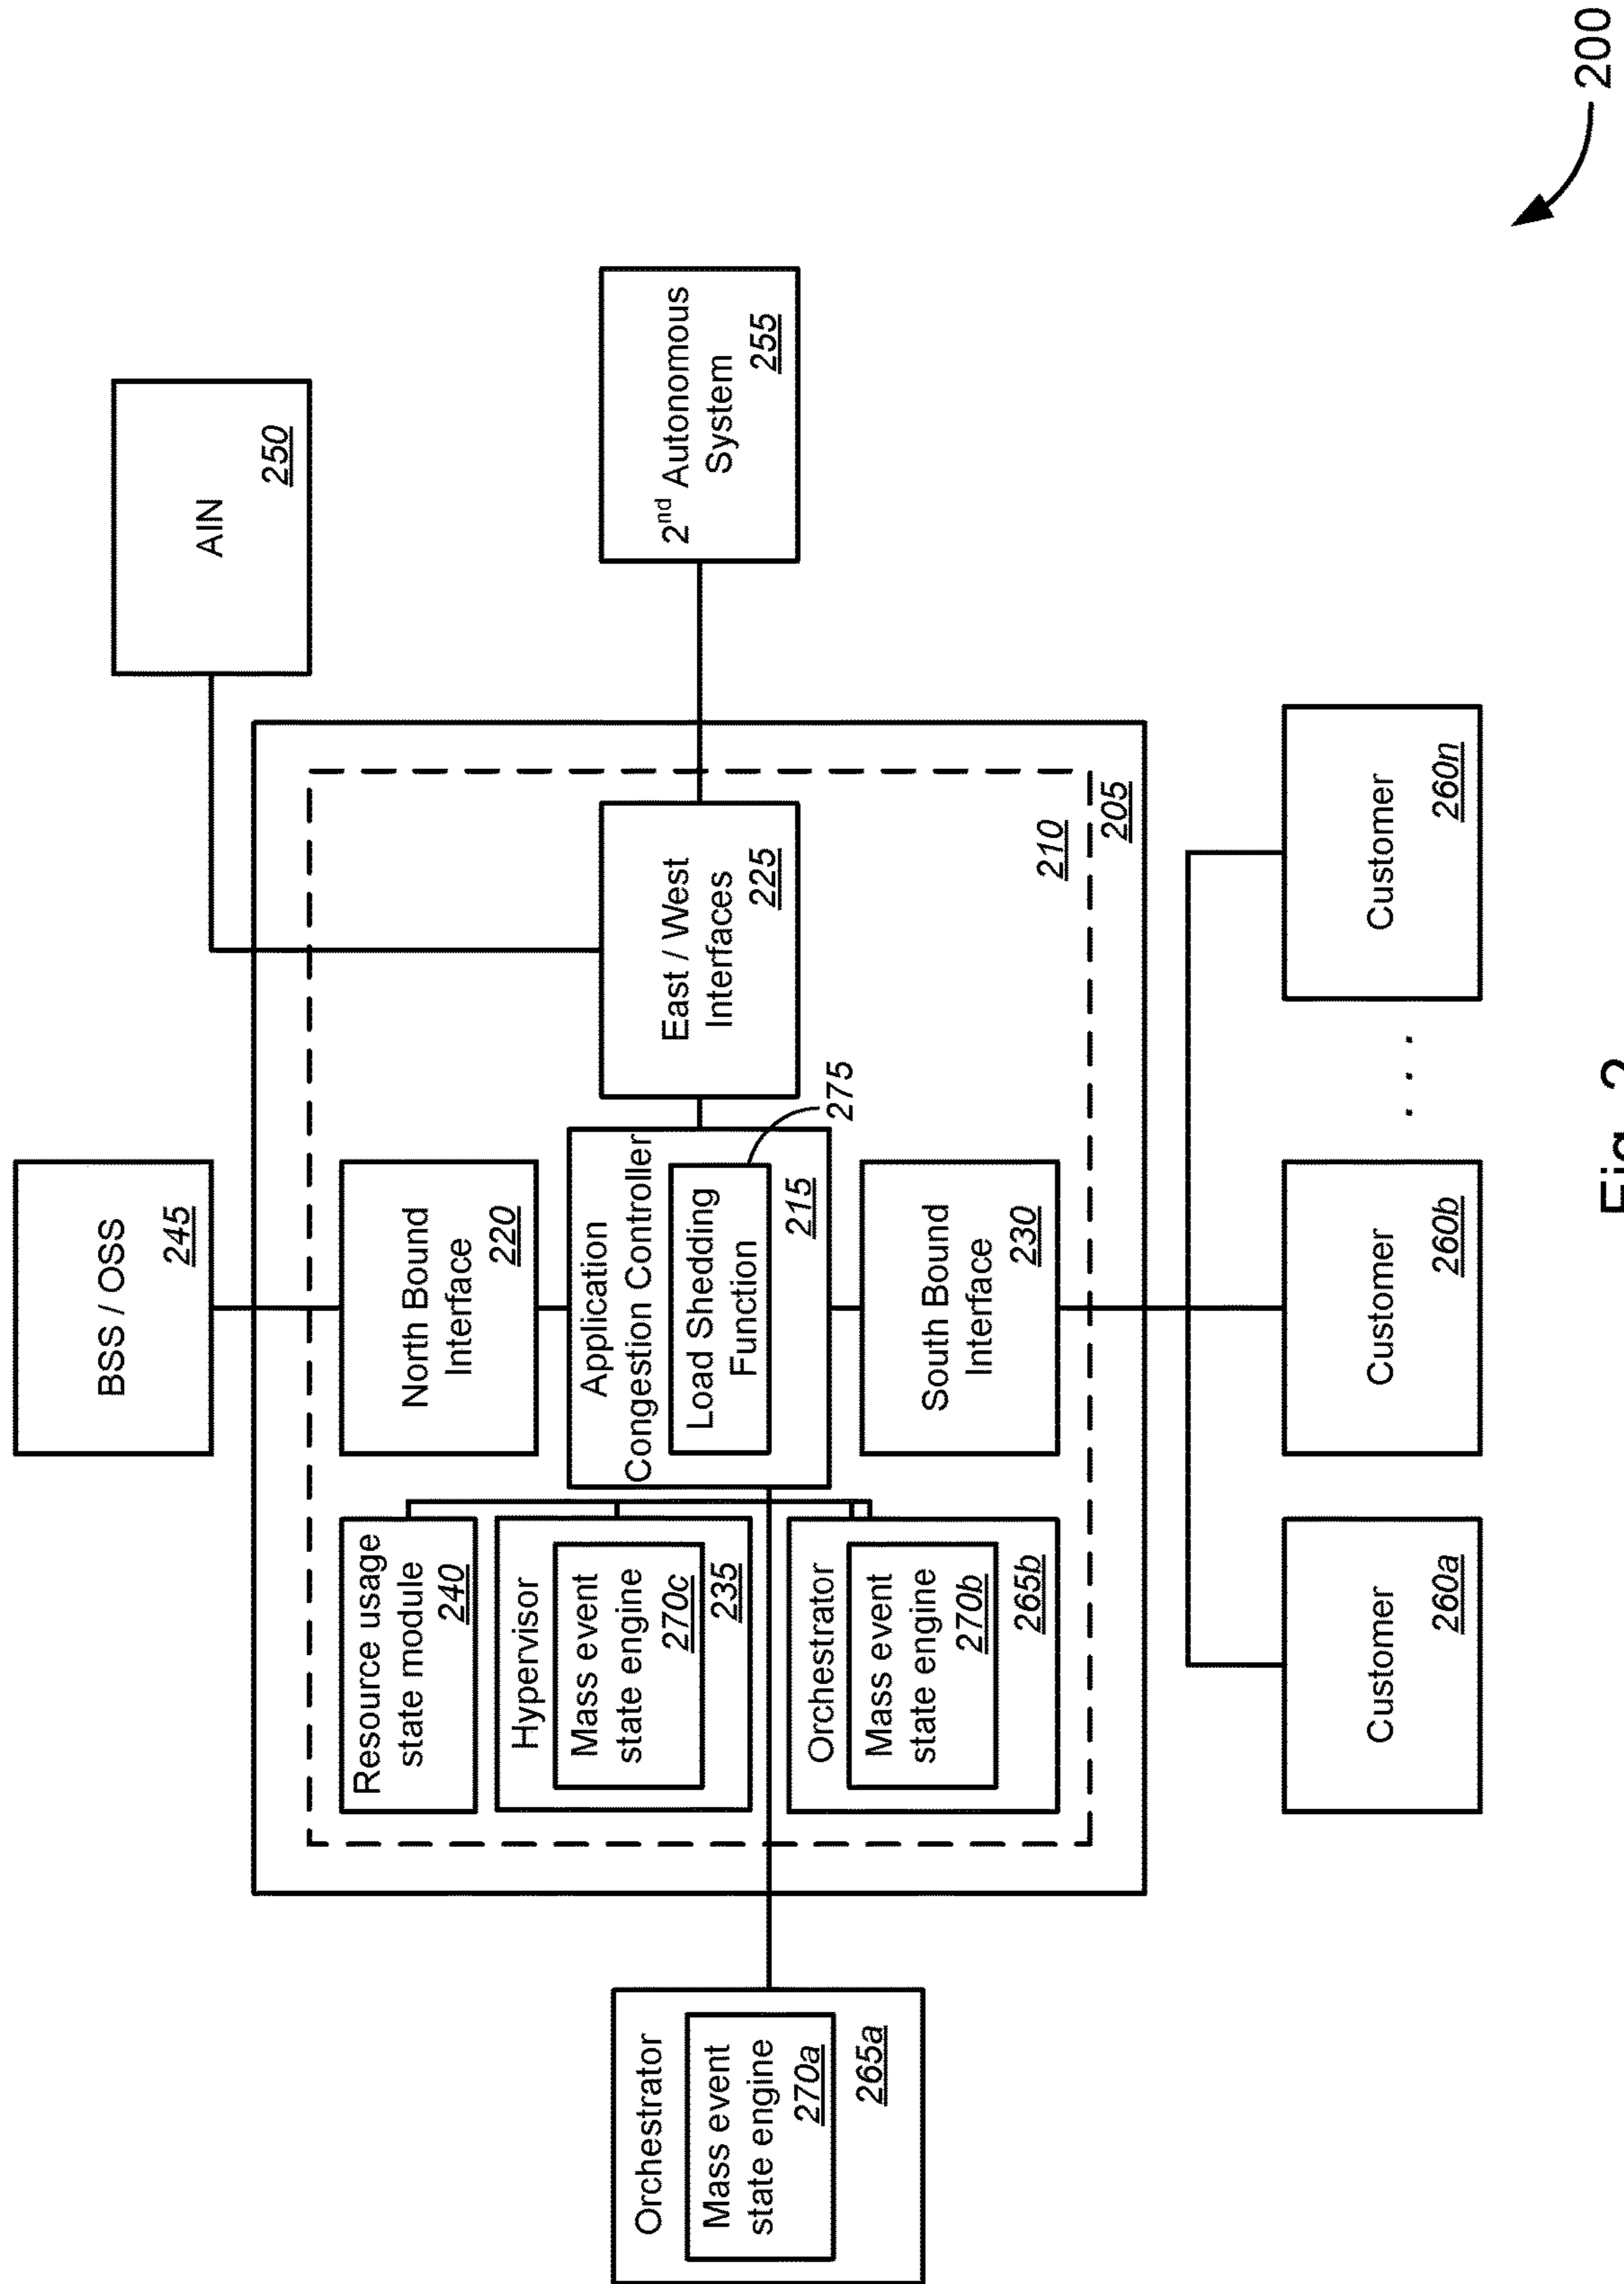 BSS / OSS
245
AIN
250
Resource usage
state module
240
North Bound
Interface
220
Hypervisor
Mass event
state engine
270c
235
Application
Congestion Controller
Load Shedding
Function
215
275
East / West
Interfaces
225
2nd Autonomous
System
255
Orchestrator
Mass event
state engine
270a
265a
Orchestrator
Mass event
state engine
270b
265b
South Bound
Interface
230
210
205
Customer
260a
Customer
260b
. . .
Customer
260n
200
Fig. 2